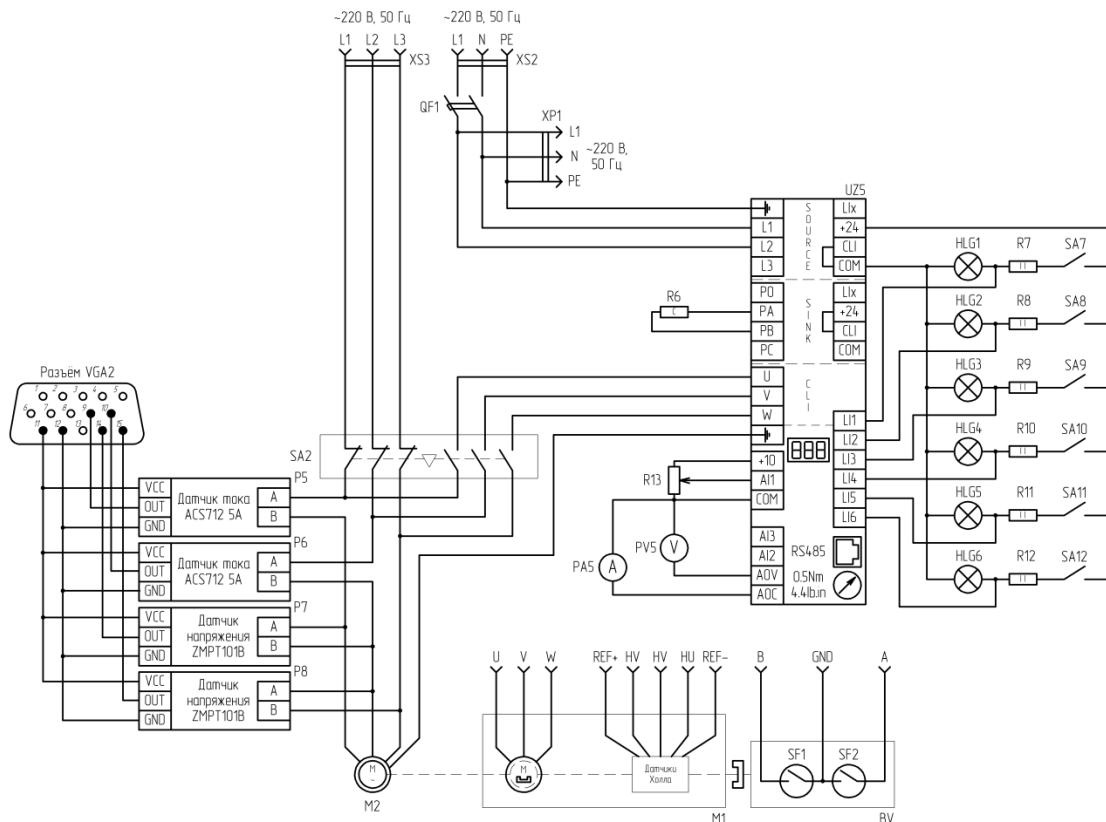 ~220 В, 50 Гц
~220 В, 50 Гц
L1 L2 L3
L1 N PE
XS3
XS2
QF1
XP1
L1
N
~220 В,
50 Гц
PE
UZ5
SOURCE
LIx
L1
+24
L2
CLI
L3
COM
HLG1
R7
SA7
P0
SINK
LIx
R6
PA
+24
PB
CLI
PC
COM
HLG2
R8
SA8
U
CLI
V
W
HLG3
R9
SA9
LI1
LI2
LI3
LI4
LI5
LI6
HLG4
R10
SA10
HLG5
R11
SA11
HLG6
R12
SA12
Разъём VGA2
1 2 3 4 5
6 7 8 9 10
11 12 13 14 15
SA2
+10
AI1
COM
R13
AI3
AI2
AOV
AOC
RS485
0.5Nm
4.4lb.in
PV5
V
PA5
A
P5
VCC
OUT
GND
Датчик тока
ACS712 5A
A
B
P6
VCC
OUT
GND
Датчик тока
ACS712 5A
A
B
P7
VCC
OUT
GND
Датчик
напряжения
ZMPT101B
A
B
P8
VCC
OUT
GND
Датчик
напряжения
ZMPT101B
A
B
U V W
REF+ HV HV HU REF-
B GND A
M
~
M2
M
Датчики
Холла
M1
SF1
SF2
BV